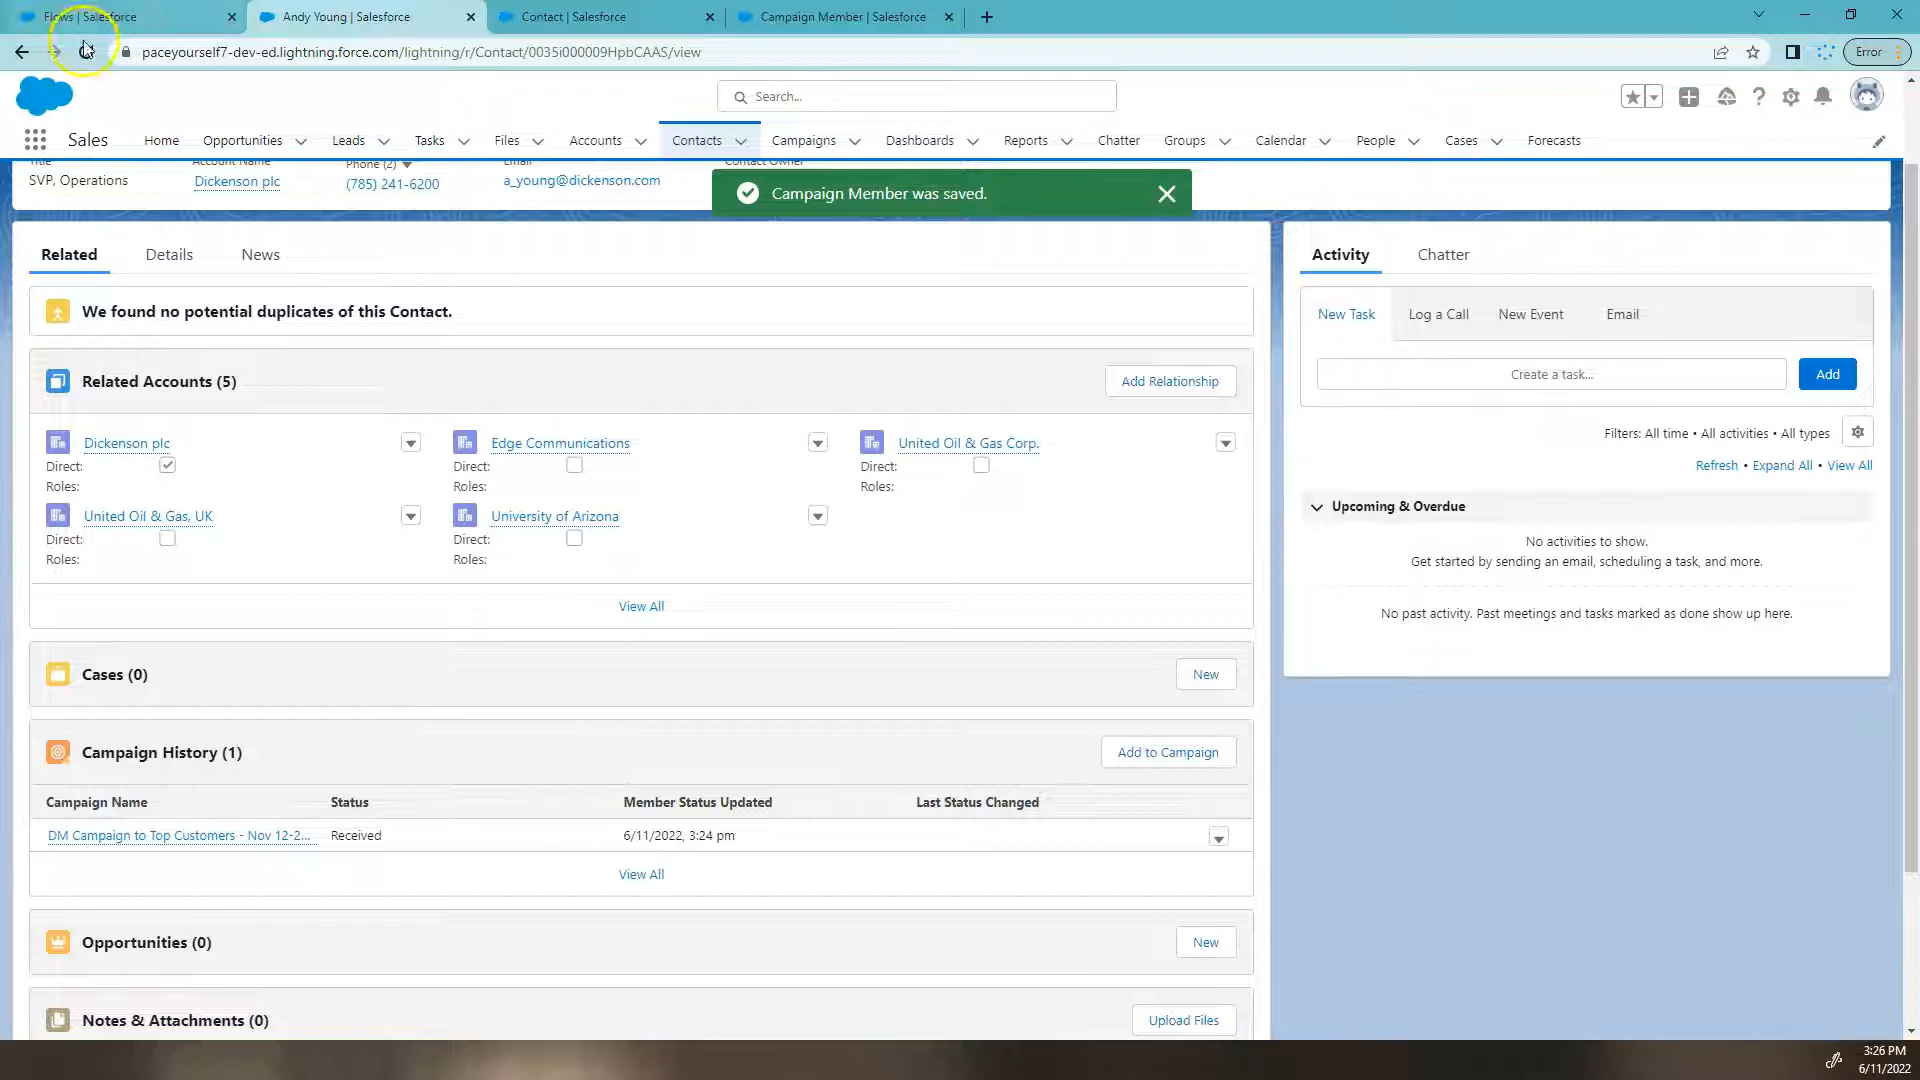 Flows | Salesforce
Andy Young | Salesforce
Contact | Salesforce
Campaign Member | Salesforce
paceyourself7-dev-ed.lightning.force.com/lightning/r/Contact/0035i000009HpbCAAS/view
Error
Search...
Sales
Home
Opportunities
Leads
Tasks
Files
Accounts
Contacts
Campaigns
Dashboards
Reports
Chatter
Groups
Calendar
People
Cases
Forecasts
Title
Account Name
Phone (2)
Email
Contact Owner
SVP, Operations
Dickenson plc
(785) 241-6200
a_young@dickenson.com
Campaign Member was saved.
Related
Details
News
We found no potential duplicates of this Contact.
Related Accounts (5)
Add Relationship
Dickenson plc
Direct:
Roles:
Edge Communications
Direct:
Roles:
United Oil & Gas Corp.
Direct:
Roles:
United Oil & Gas, UK
Direct:
Roles:
University of Arizona
Direct:
Roles:
View All
Cases (0)
New
Campaign History (1)
Add to Campaign
Campaign Name
Status
Member Status Updated
Last Status Changed
DM Campaign to Top Customers - Nov 12-2...
Received
6/11/2022, 3:24 pm
View All
Opportunities (0)
New
Notes & Attachments (0)
Upload Files
Activity
Chatter
New Task
Log a Call
New Event
Email
Create a task...
Add
Filters: All time • All activities • All types
Refresh • Expand All • View All
Upcoming & Overdue
No activities to show.
Get started by sending an email, scheduling a task, and more.
No past activity. Past meetings and tasks marked as done show up here.
3:26 PM
6/11/2022